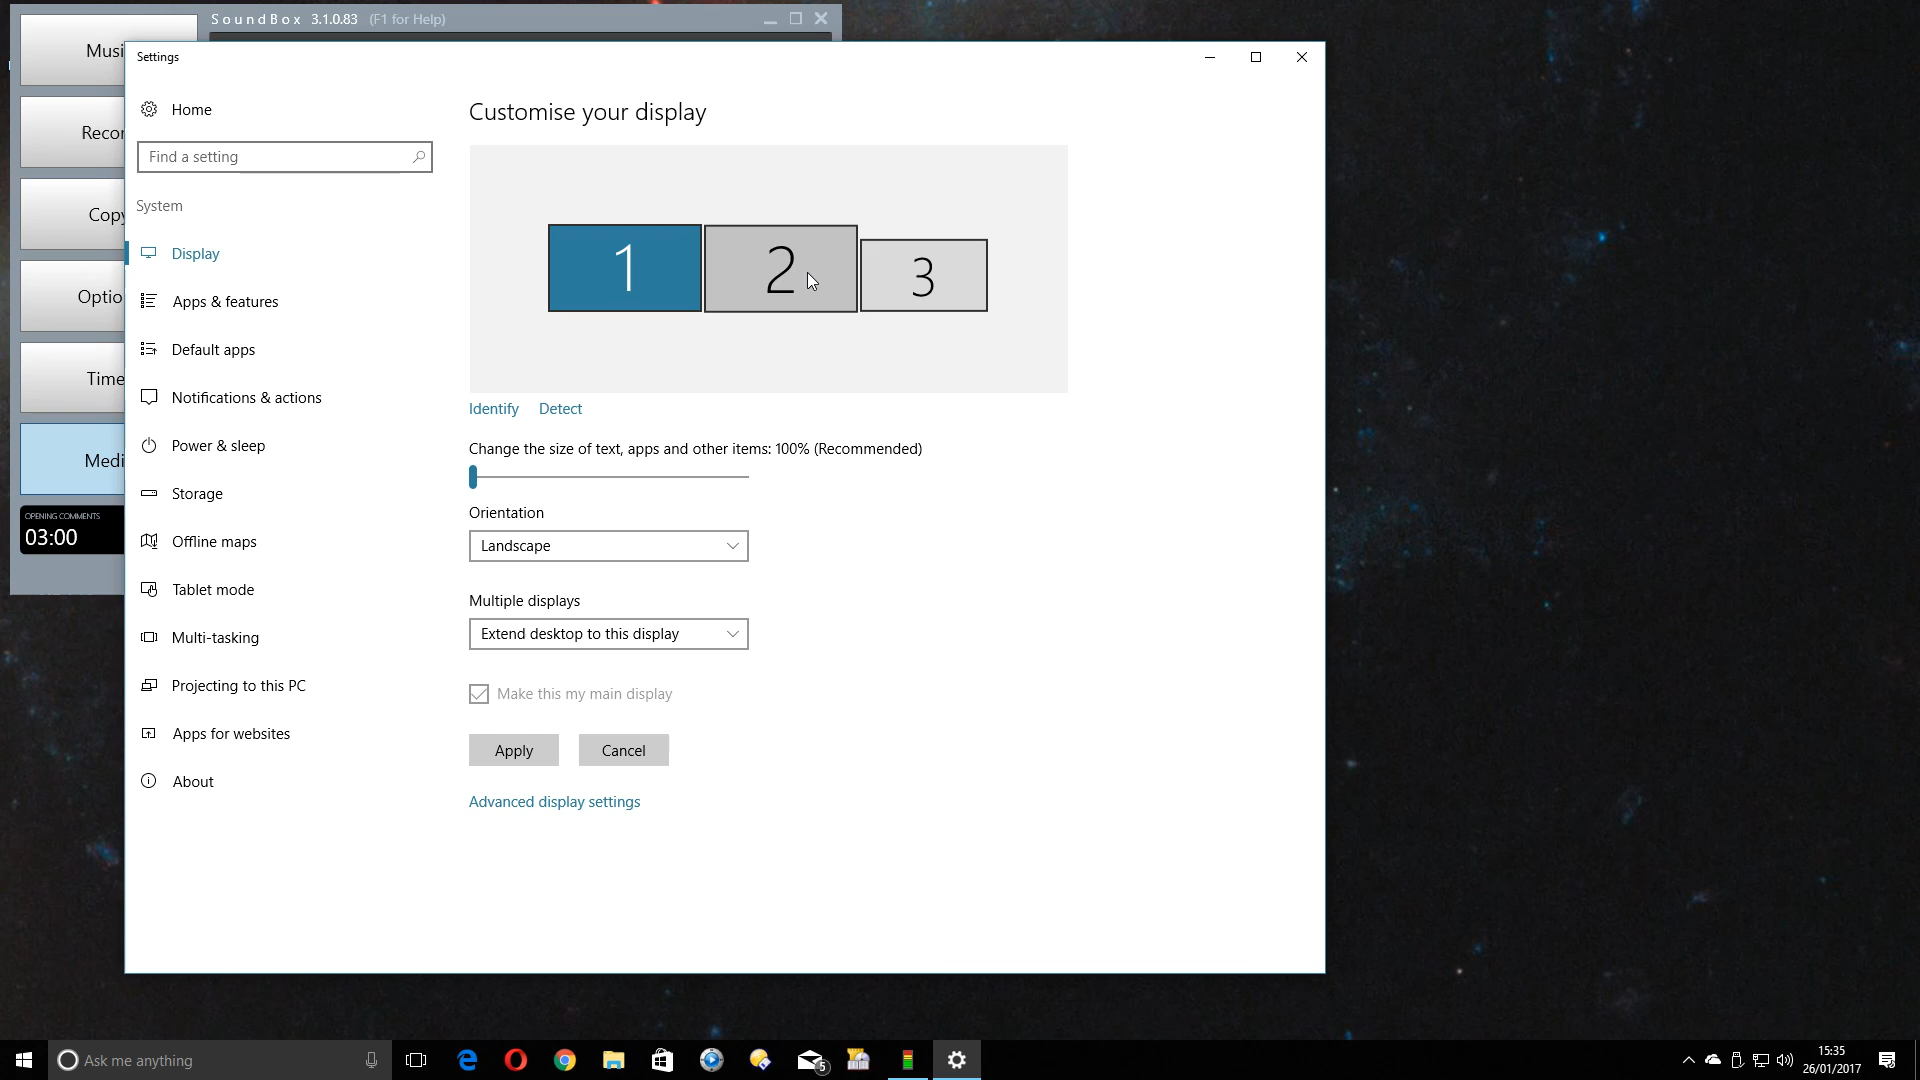 SoundBox 3.1.0.83 (F1 for Help)
Musi
Recor
Copy
Optio
Time
Medi
OPENING COMMENTS
03:00
Settings
Home
Find a setting
System
Display
Apps & features
Default apps
Notifications & actions
Power & sleep
Storage
Offline maps
Tablet mode
Multi-tasking
Projecting to this PC
Apps for websites
About
Customise your display
1 2 3
Identify Detect
Change the size of text, apps and other items: 100% (Recommended)
Orientation
Landscape
Multiple displays
Extend desktop to this display
Make this my main display
Apply Cancel
Advanced display settings
Ask me anything
5
15:35
26/01/2017